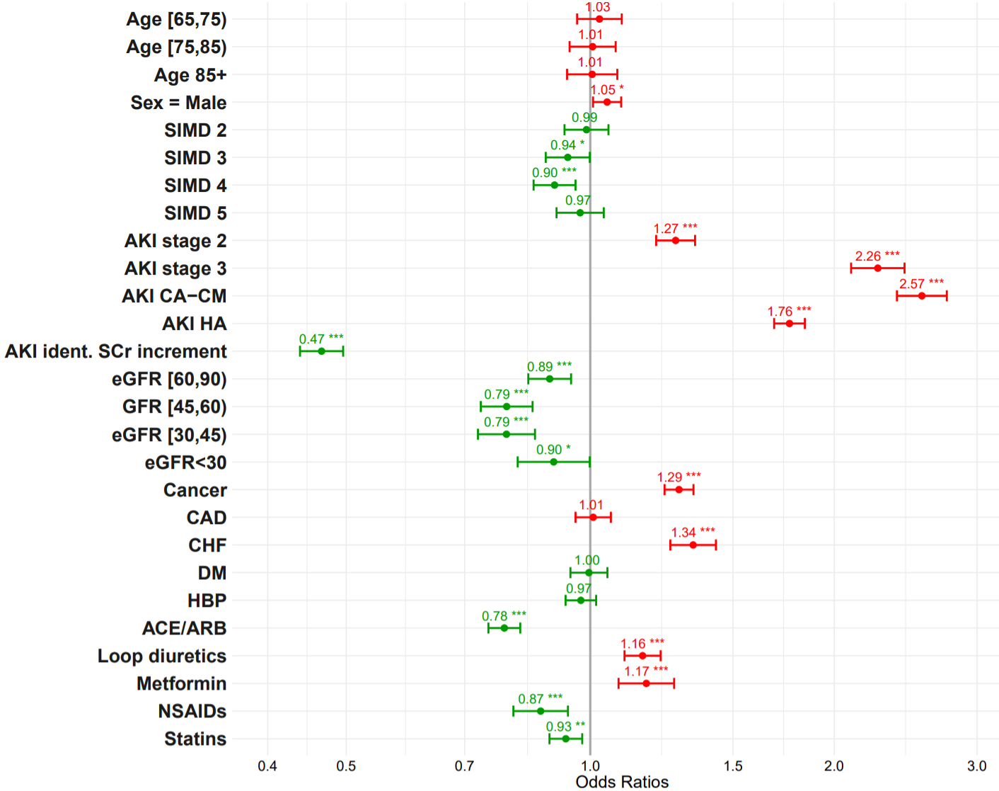 Age [65,75) 1.03
Age [75,85) 1.01
Age 85+ 1.01
Sex = Male 1.05 *
SIMD 2 0.99
SIMD 3 0.94 *
SIMD 4 0.90 ***
SIMD 5 0.97
AKI stage 2 1.27 ***
AKI stage 3 2.26 ***
AKI CA−CM 2.57 ***
AKI HA 1.76 ***
AKI ident. SCr increment 0.47 ***
eGFR [60,90) 0.89 ***
GFR [45,60) 0.79 ***
eGFR [30,45) 0.79 ***
eGFR<30 0.90 *
Cancer 1.29 ***
CAD 1.01
CHF 1.34 ***
DM 1.00
HBP 0.97
ACE/ARB 0.78 ***
Loop diuretics 1.16 ***
Metformin 1.17 ***
NSAIDs 0.87 ***
Statins 0.93 **
0.4 0.5 0.7 1.0 1.5 2.0 3.0
Odds Ratios